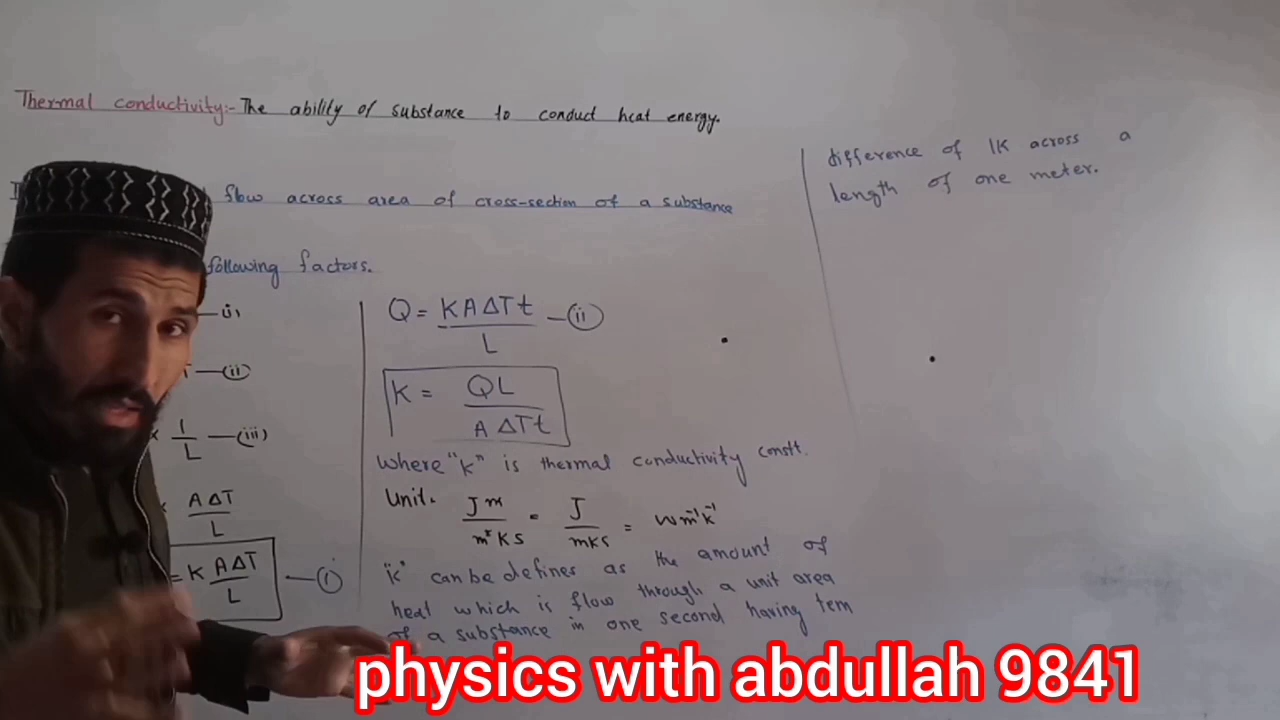 Thermal conductivity:- The ability of substance to conduct heat energy.
flow across area of cross-section of a substance
following factors.
— (i)
— (ii)
1/L — (iii)
AΔT/L
= K AΔT/L — (i)
Q = KAΔTt/L — (ii)
K = QL/AΔTt
where "K" is thermal conductivity constt.
Unit.
Jm/m²KS = J/mKS = Wm⁻¹K⁻¹
"K" can be defines as the amount of
heat which is flow through a unit area
of a substance in one second having tem
difference of 1K across a
length of one meter.
physics with abdullah 9841